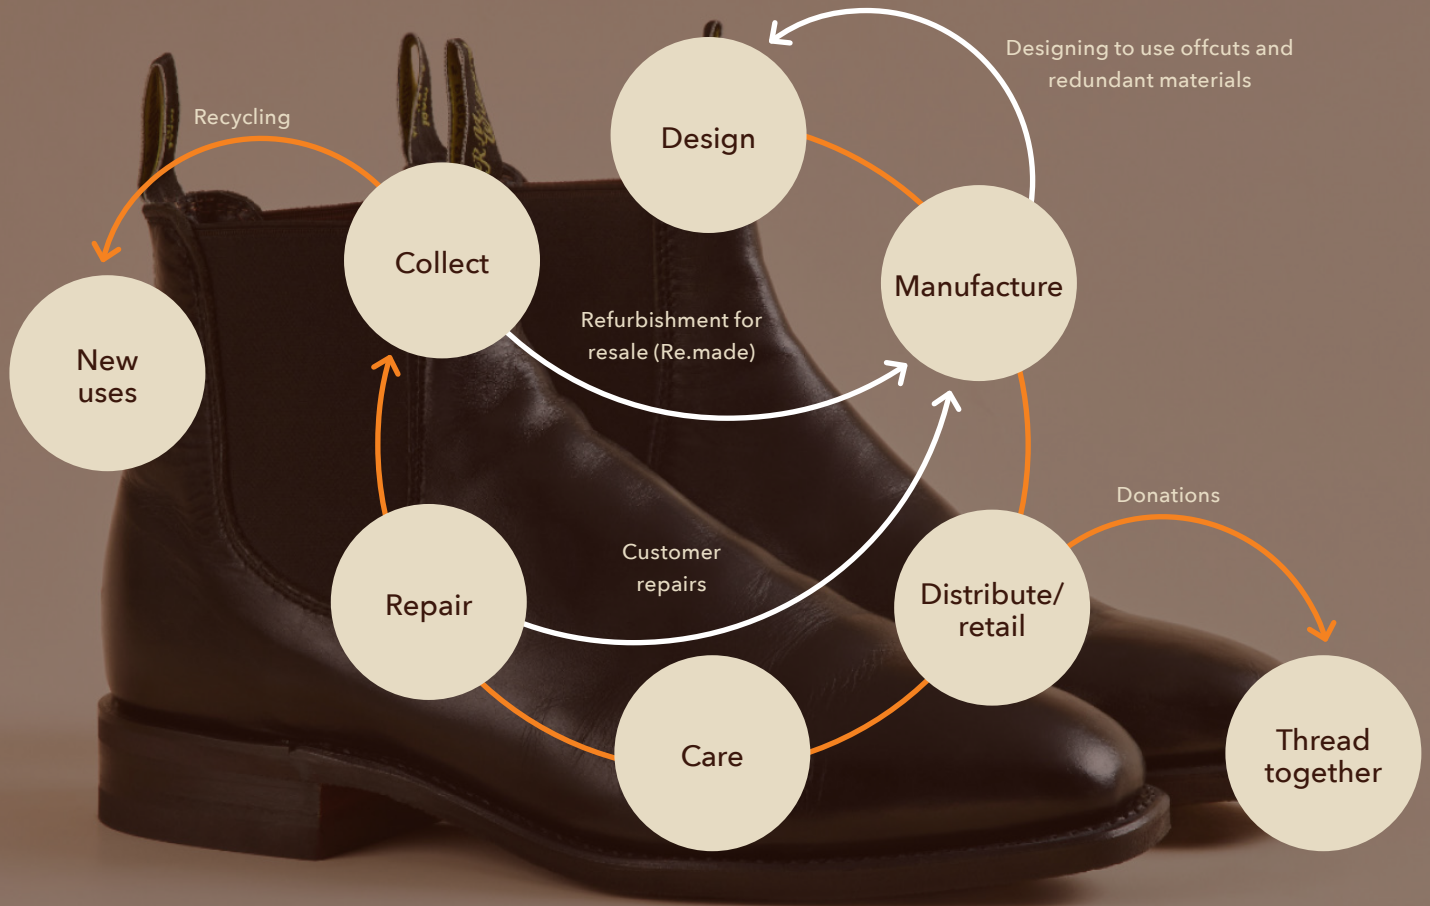 Designing to use offcuts and
redundant materials
Recycling
Design
Collect
Manufacture
Refurbishment for
resale (Re.made)
New
uses
Donations
Customer
repairs
Repair
Distribute/
retail
Care
Thread
together